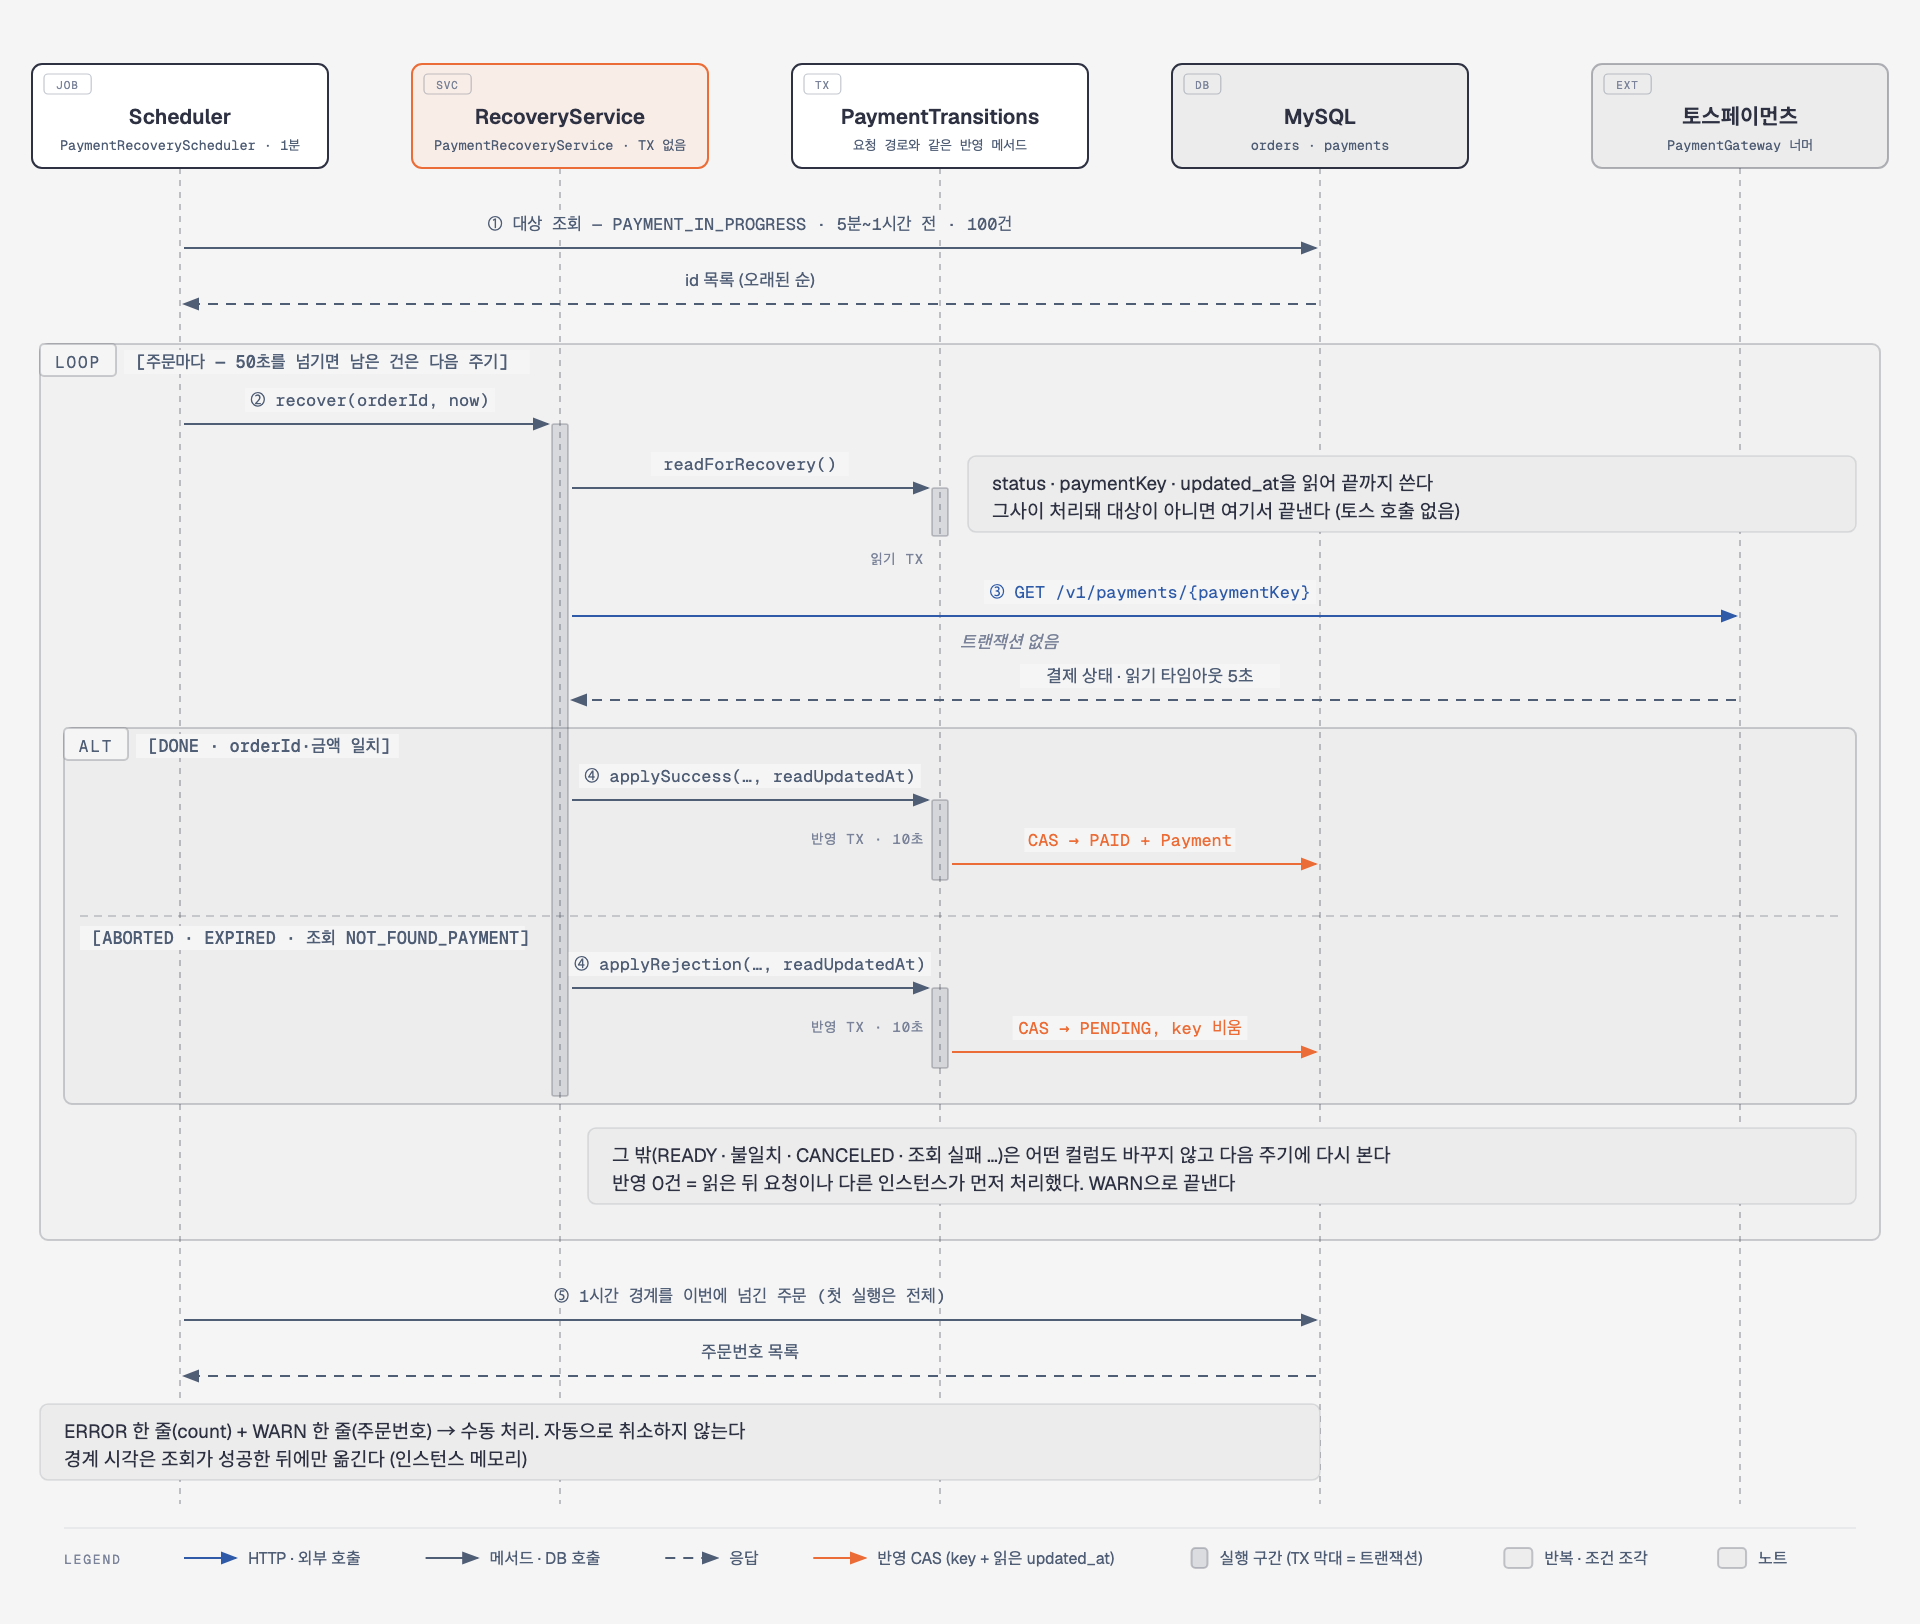 JOB
Scheduler
PaymentRecoveryScheduler · 1분
SVC
RecoveryService
PaymentRecoveryService · TX 없음
TX
PaymentTransitions
요청 경로와 같은 반영 메서드
DB
MySQL
orders · payments
EXT
토스페이먼츠
PaymentGateway 너머
① 대상 조회 — PAYMENT_IN_PROGRESS · 5분~1시간 전 · 100건
id 목록 (오래된 순)
LOOP
[주문마다 — 50초를 넘기면 남은 건은 다음 주기]
② recover(orderId, now)
readForRecovery()
status · paymentKey · updated_at을 읽어 끝까지 쓴다
그사이 처리돼 대상이 아니면 여기서 끝낸다 (토스 호출 없음)
읽기 TX
③ GET /v1/payments/{paymentKey}
트랜잭션 없음
결제 상태 · 읽기 타임아웃 5초
ALT
[DONE · orderId·금액 일치]
④ applySuccess(…, readUpdatedAt)
반영 TX · 10초
CAS → PAID + Payment
[ABORTED · EXPIRED · 조회 NOT_FOUND_PAYMENT]
④ applyRejection(…, readUpdatedAt)
반영 TX · 10초
CAS → PENDING, key 비움
그 밖(READY · 불일치 · CANCELED · 조회 실패 …)은 어떤 컬럼도 바꾸지 않고 다음 주기에 다시 본다
반영 0건 = 읽은 뒤 요청이나 다른 인스턴스가 먼저 처리했다. WARN으로 끝낸다
⑤ 1시간 경계를 이번에 넘긴 주문 (첫 실행은 전체)
주문번호 목록
ERROR 한 줄(count) + WARN 한 줄(주문번호) → 수동 처리. 자동으로 취소하지 않는다
경계 시각은 조회가 성공한 뒤에만 옮긴다 (인스턴스 메모리)
LEGEND
HTTP · 외부 호출
메서드 · DB 호출
응답
반영 CAS (key + 읽은 updated_at)
실행 구간 (TX 막대 = 트랜잭션)
반복 · 조건 조각
노트